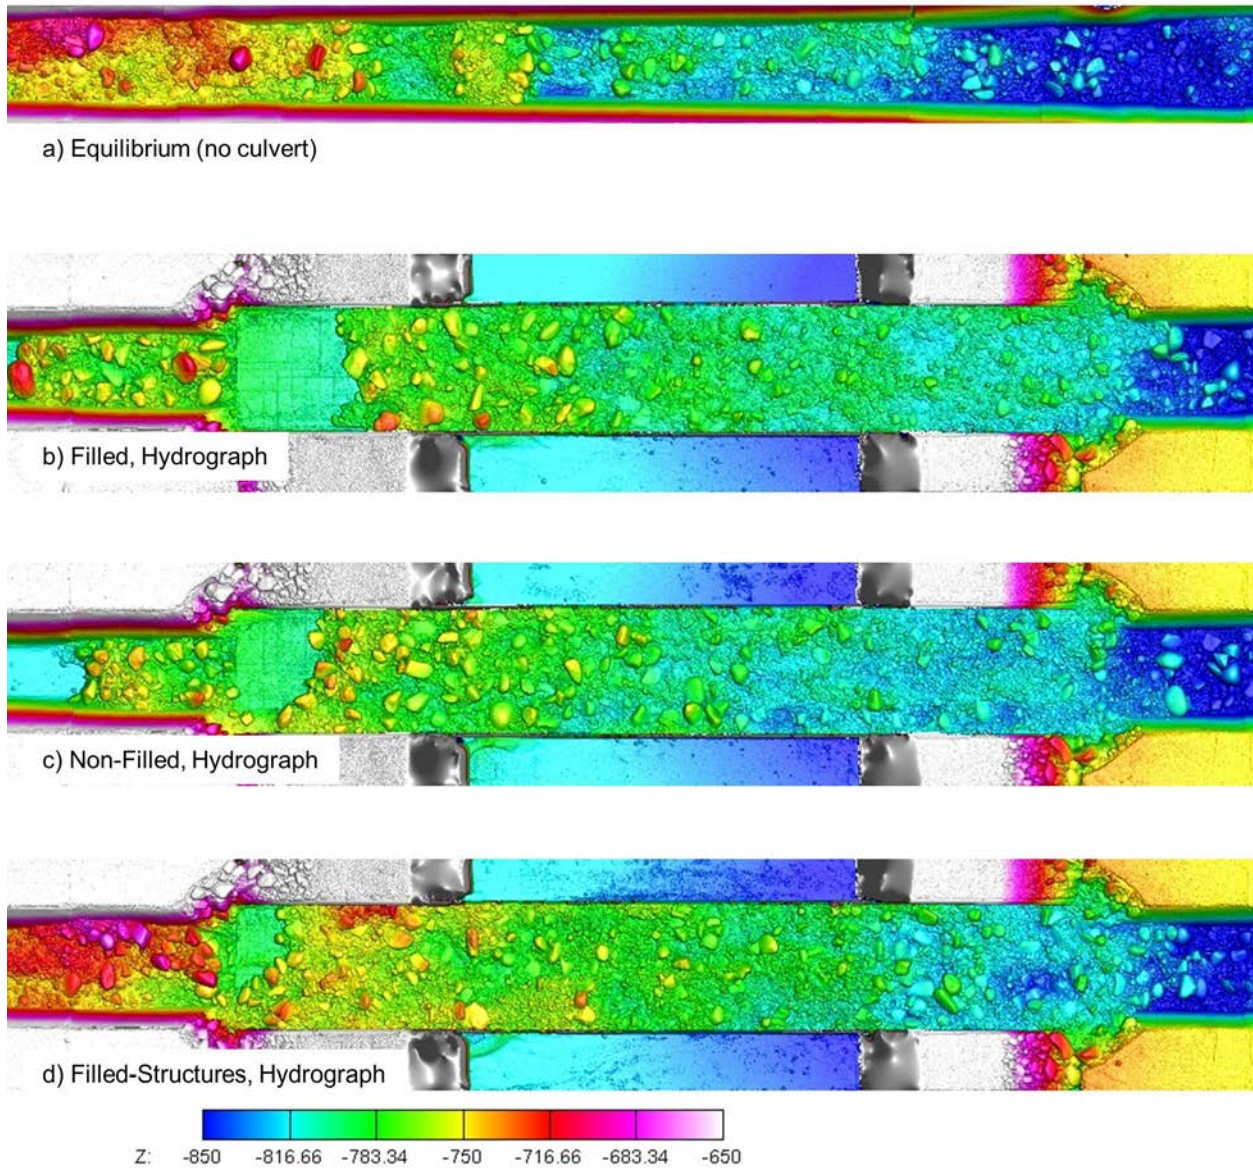 a) Equilibrium (no culvert)
b) Filled, Hydrograph
c) Non-Filled, Hydrograph
d) Filled-Structures, Hydrograph
Z: -850 -816.66 -783.34 -750 -716.66 -683.34 -650